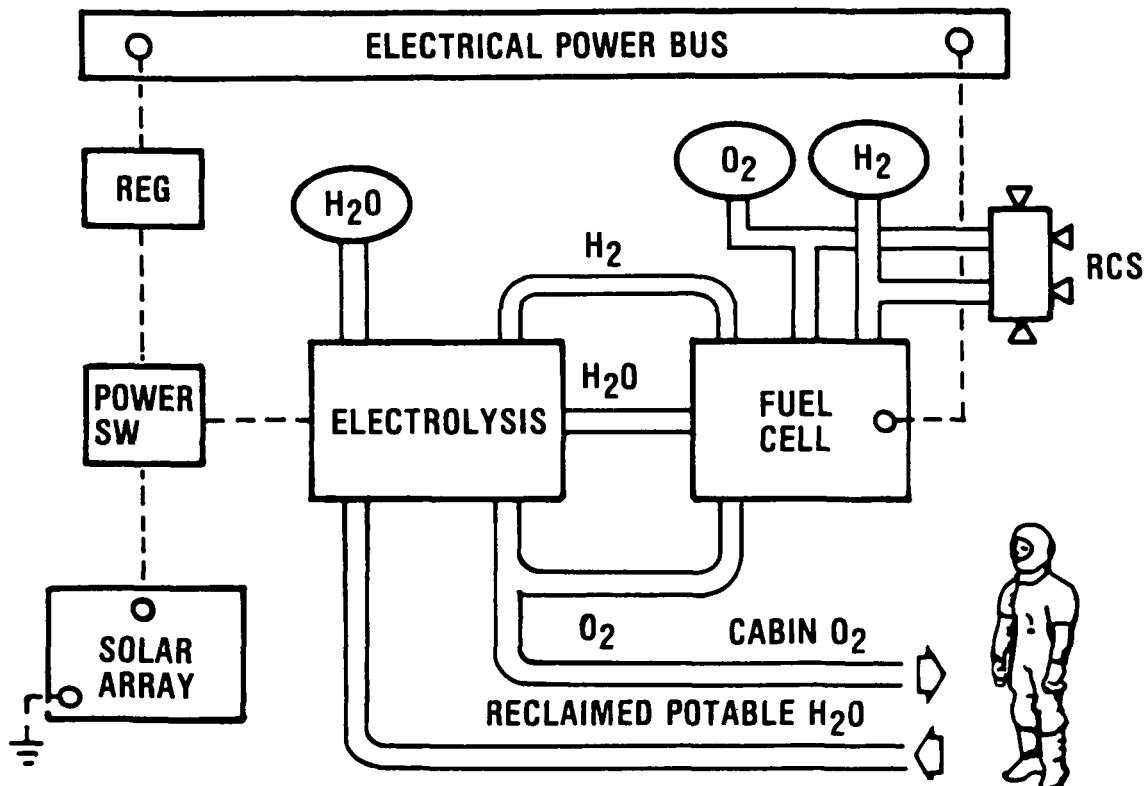 ELECTRICAL POWER BUS
REG
H2O
O2
H2
RCS
H2
POWER
SW
ELECTROLYSIS
H2O
FUEL
CELL
SOLAR
ARRAY
O2
CABIN O2
RECLAIMED POTABLE H2O